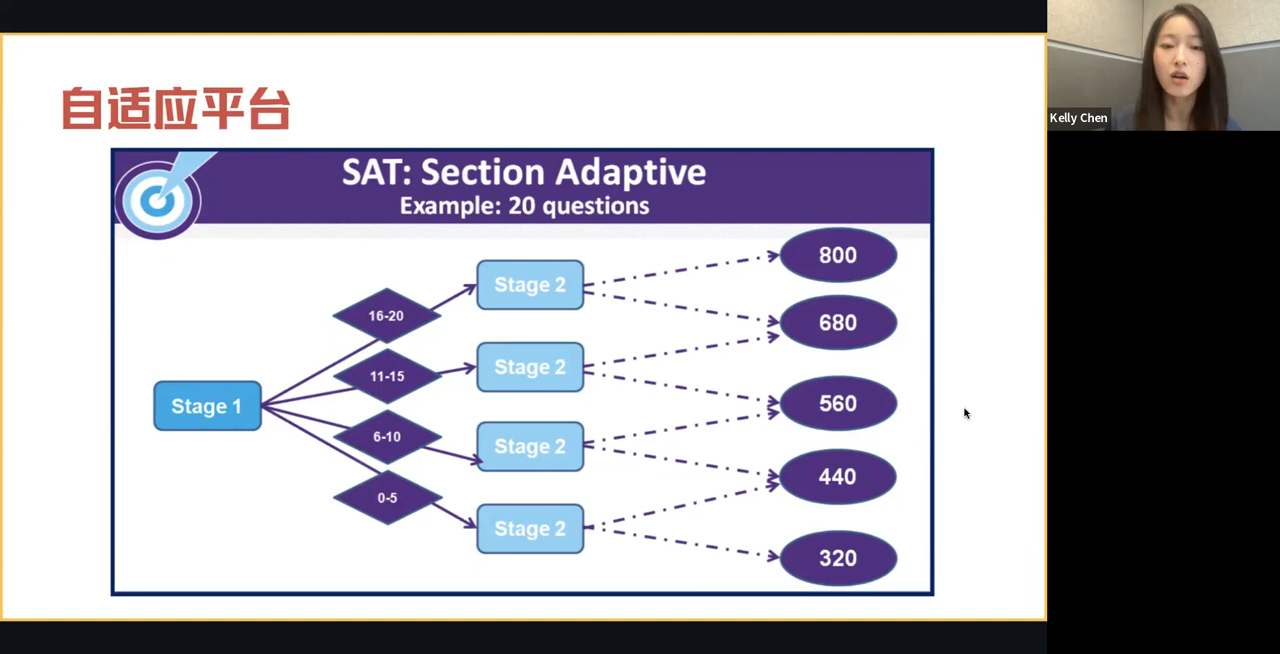 自适应平台
SAT: Section Adaptive
Example: 20 questions
Stage 1
16-20
11-15
6-10
0-5
Stage 2
Stage 2
Stage 2
Stage 2
800
680
560
440
320
Kelly Chen